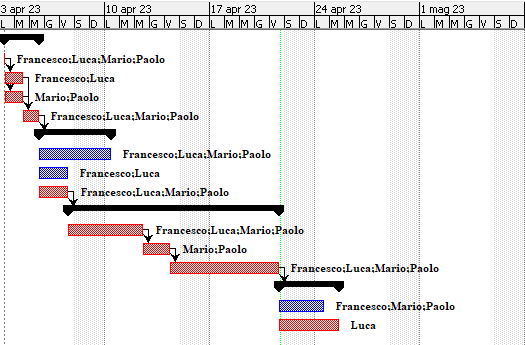 3 apr 23 10 apr 23 17 apr 23 24 apr 23 1 mag 23
L M M G V S D L M M G V S D L M M G V S D L M M G V S D L M M G V S D
Francesco;Luca;Mario;Paolo
Francesco;Luca
Mario;Paolo
Francesco;Luca;Mario;Paolo
Francesco;Luca;Mario;Paolo
Francesco;Luca
Francesco;Luca;Mario;Paolo
Francesco;Luca;Mario;Paolo
Mario;Paolo
Francesco;Luca;Mario;Paolo
Francesco;Mario;Paolo
Luca